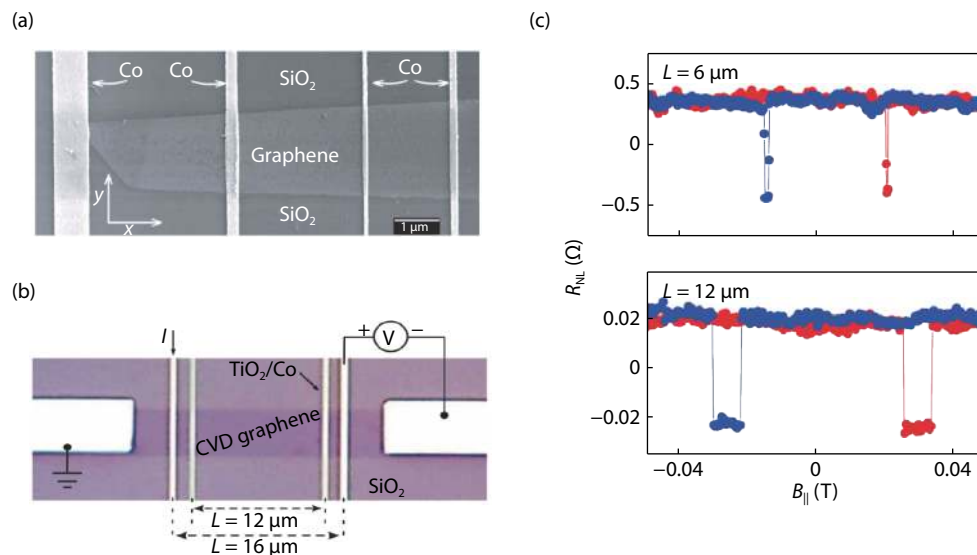 (a)
Co
Co
SiO2
Co
Graphene
y
x
SiO2
1 μm
(b)
I
+
V
−
TiO2/Co
CVD graphene
SiO2
L = 12 μm
L = 16 μm
(c)
L = 6 μm
0.5
0
−0.5
RNL (Ω)
L = 12 μm
0.02
0
−0.02
−0.04
0
0.04
B|| (T)